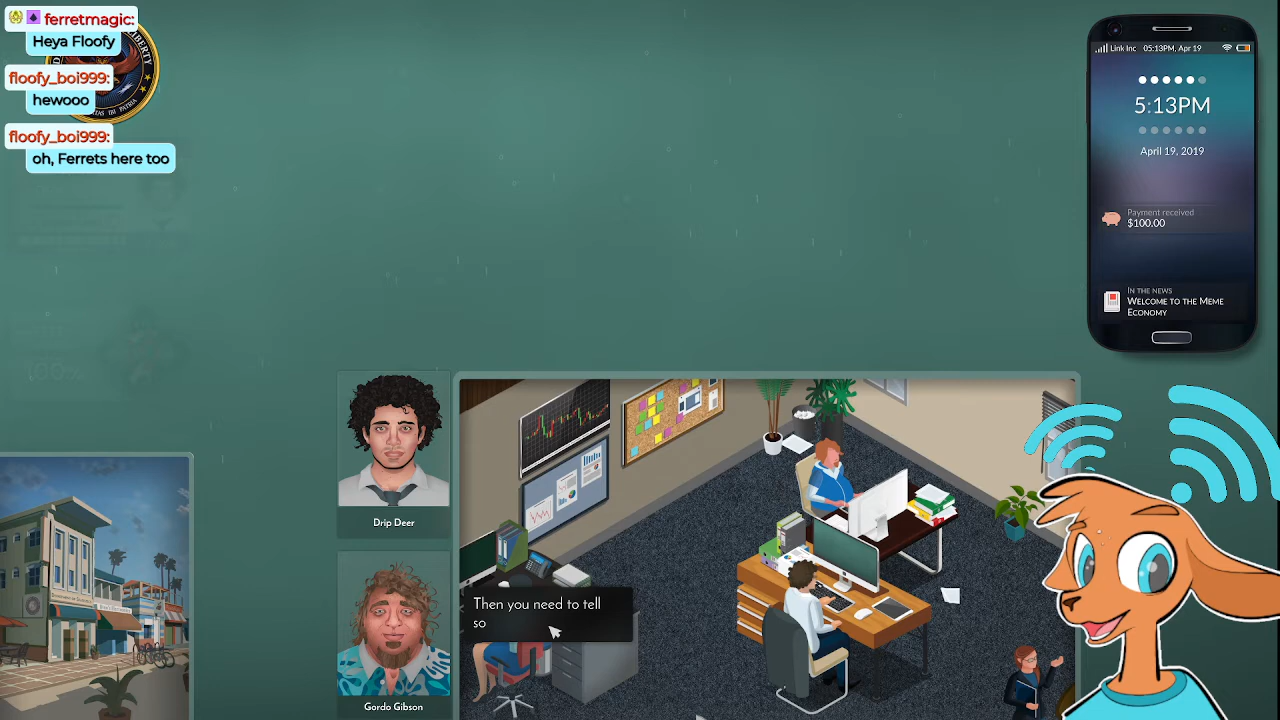 ferretmagic:
Heya Floofy
floofy_boi999:
hewooo
floofy_boi999:
oh, Ferrets here too
LIBERTY
Link Inc 05:13PM, Apr 19
5:13PM
April 19, 2019
Payment received
$100.00
In the news
Welcome to the Meme
Economy
100%
Drip Deer
Gordo Gibson
Then you need to tell
so